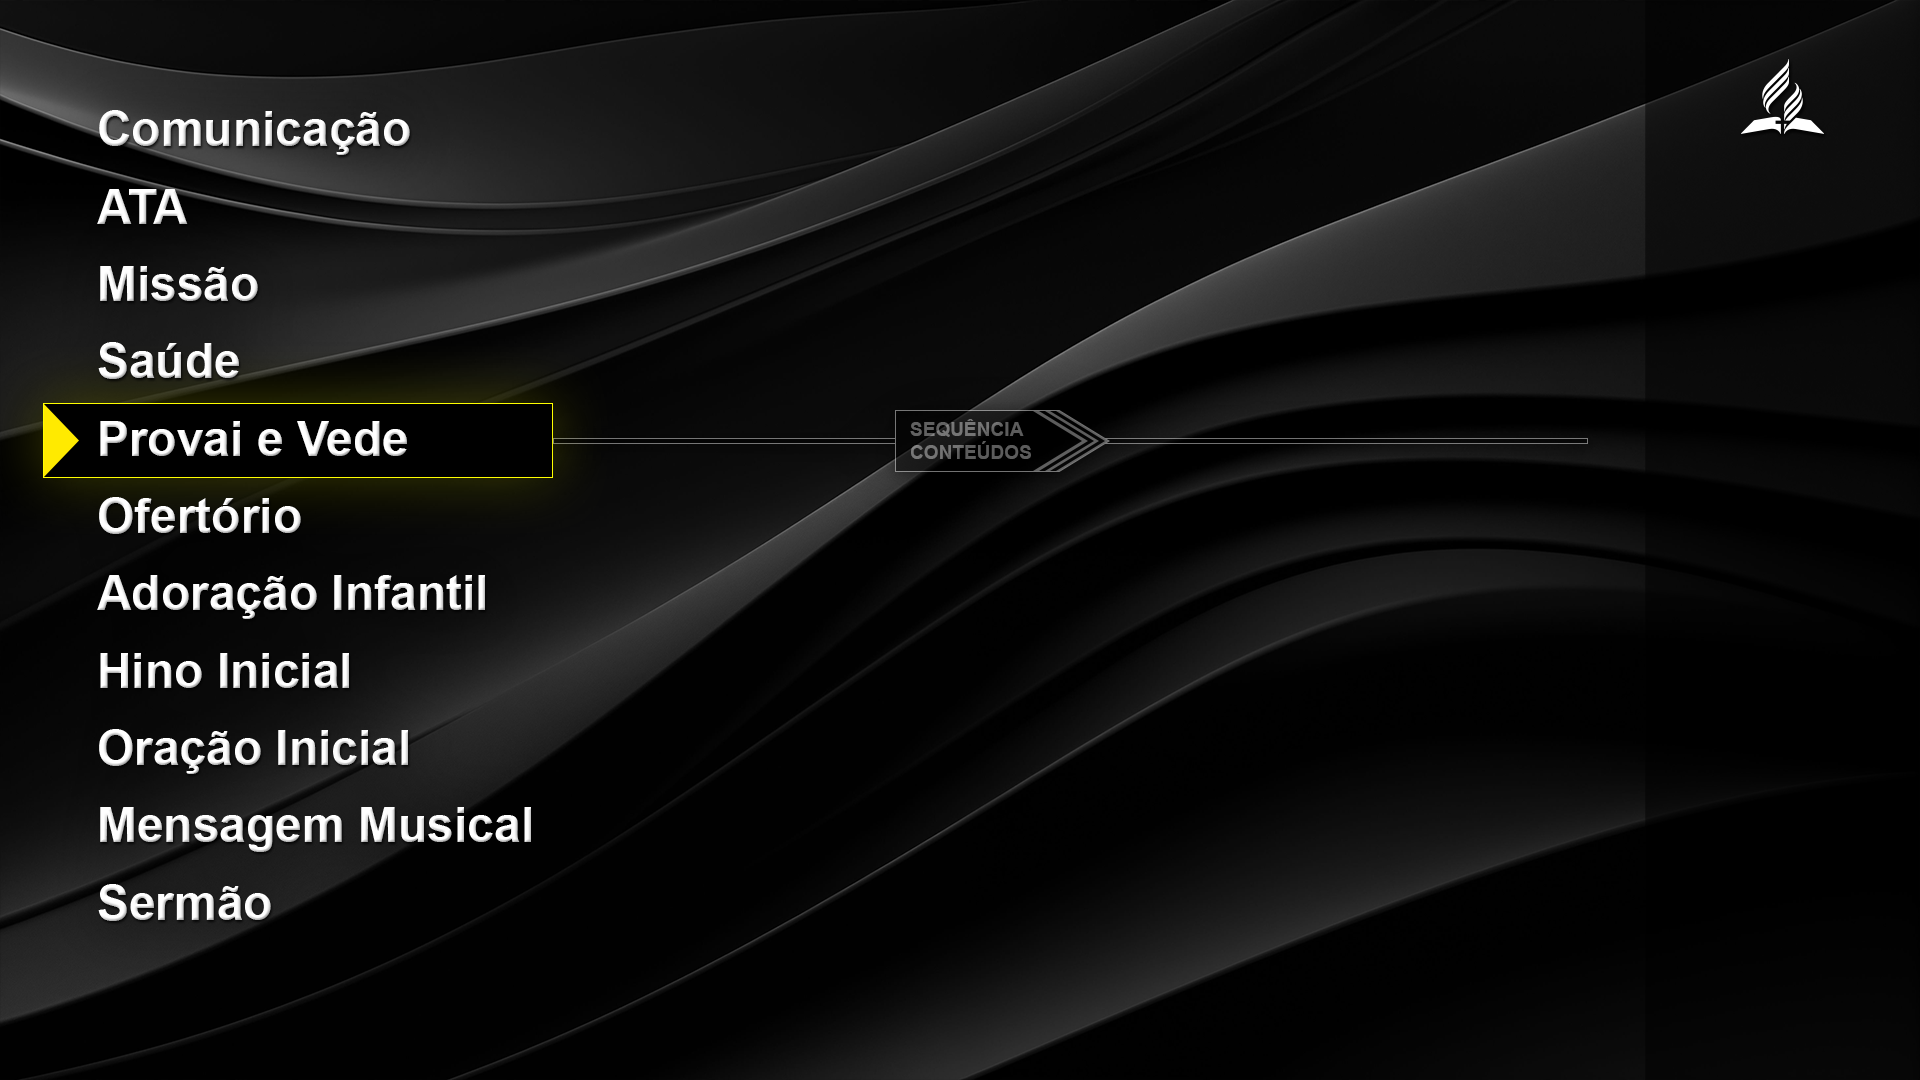 Comunicação
ATA
Missão
Saúde
Provai e Vede
SEQUÊNCIA
CONTEÚDOS
Ofertório
Adoração Infantil
Hino Inicial
Oração Inicial
Mensagem Musical
Sermão